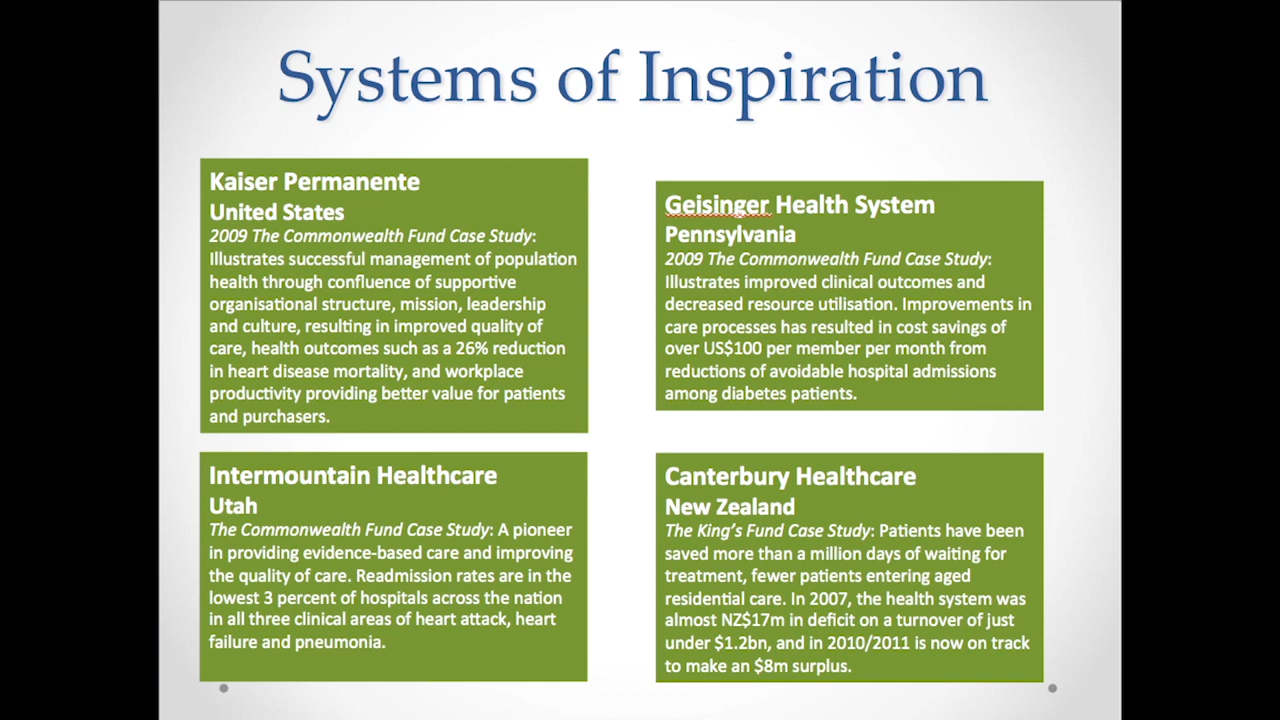 Systems of Inspiration
Kaiser Permanente
United States
2009 The Commonwealth Fund Case Study:
Illustrates successful management of population
health through confluence of supportive
organisational structure, mission, leadership
and culture, resulting in improved quality of
care, health outcomes such as a 26% reduction
in heart disease mortality, and workplace
productivity providing better value for patients
and purchasers.
Geisinger Health System
Pennsylvania
2009 The Commonwealth Fund Case Study:
Illustrates improved clinical outcomes and
decreased resource utilisation. Improvements in
care processes has resulted in cost savings of
over US$100 per member per month from
reductions of avoidable hospital admissions
among diabetes patients.
Intermountain Healthcare
Utah
The Commonwealth Fund Case Study: A pioneer
in providing evidence-based care and improving
the quality of care. Readmission rates are in the
lowest 3 percent of hospitals across the nation
in all three clinical areas of heart attack, heart
failure and pneumonia.
Canterbury Healthcare
New Zealand
The King's Fund Case Study: Patients have been
saved more than a million days of waiting for
treatment, fewer patients entering aged
residential care. In 2007, the health system was
almost NZ$17m in deficit on a turnover of just
under $1.2bn, and in 2010/2011 is now on track
to make an $8m surplus.